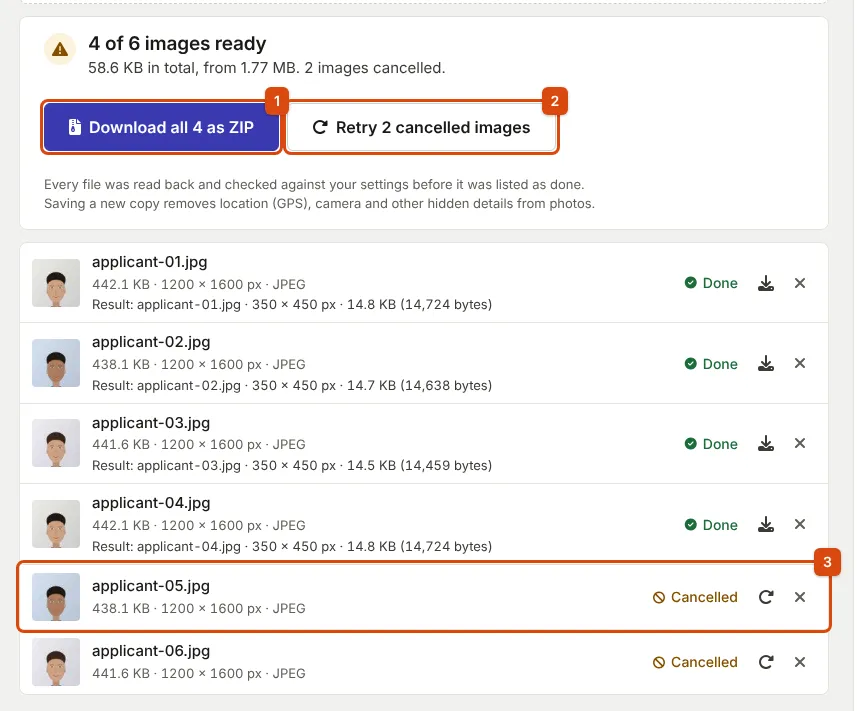 4 of 6 images ready
58.6 KB in total, from 1.77 MB. 2 images cancelled.
1
2
Download all 4 as ZIP
Retry 2 cancelled images
Every file was read back and checked against your settings before it was listed as done.
Saving a new copy removes location (GPS), camera and other hidden details from photos.
applicant-01.jpg
442.1 KB · 1200 × 1600 px · JPEG
Done
Result: applicant-01.jpg · 350 × 450 px · 14.8 KB (14,724 bytes)
applicant-02.jpg
438.1 KB · 1200 × 1600 px · JPEG
Done
Result: applicant-02.jpg · 350 × 450 px · 14.7 KB (14,638 bytes)
applicant-03.jpg
441.6 KB · 1200 × 1600 px · JPEG
Done
Result: applicant-03.jpg · 350 × 450 px · 14.5 KB (14,459 bytes)
applicant-04.jpg
442.1 KB · 1200 × 1600 px · JPEG
Done
Result: applicant-04.jpg · 350 × 450 px · 14.8 KB (14,724 bytes)
3
applicant-05.jpg
438.1 KB · 1200 × 1600 px · JPEG
Cancelled
applicant-06.jpg
441.6 KB · 1200 × 1600 px · JPEG
Cancelled